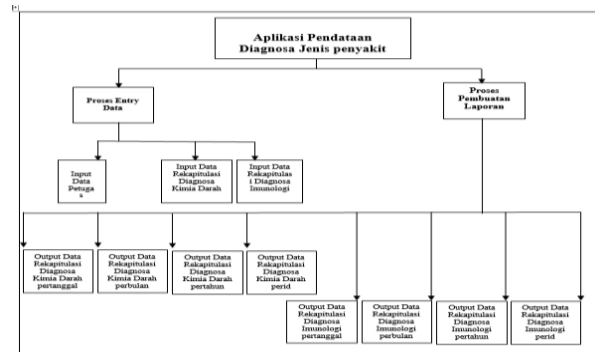 Aplikasi Pendataan
Diagnosa Jenis penyakit
Proses Entry
Data
Proses
Pembuatan
Laporan
Input
Data
Petuga
s
Input Data
Rekapitulasi
Diagnosa
Kimia Darah
Input Data
Rekapitulas
i Diagnosa
Imunologi
Output Data
Rekapitulasi
Diagnosa
Kimia Darah
pertanggal
Output Data
Rekapitulasi
Diagnosa
Kimia Darah
perbulan
Output Data
Rekapitulasi
Diagnosa
Kimia Darah
pertahun
Output Data
Rekapitulasi
Diagnosa
Kimia Darah
perid
Output Data
Rekapitulasi
Diagnosa
Imunologi
pertanggal
Output Data
Rekapitulasi
Diagnosa
Imunologi
perbulan
Output Data
Rekapitulasi
Diagnosa
Imunologi
pertahun
Output Data
Rekapitulasi
Diagnosa
Imunologi
perid